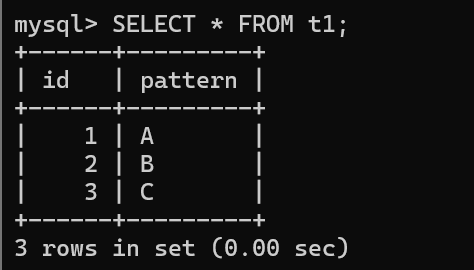 mysql> SELECT * FROM t1;
+------+---------+
| id   | pattern |
+------+---------+
|    1 | A       |
|    2 | B       |
|    3 | C       |
+------+---------+
3 rows in set (0.00 sec)